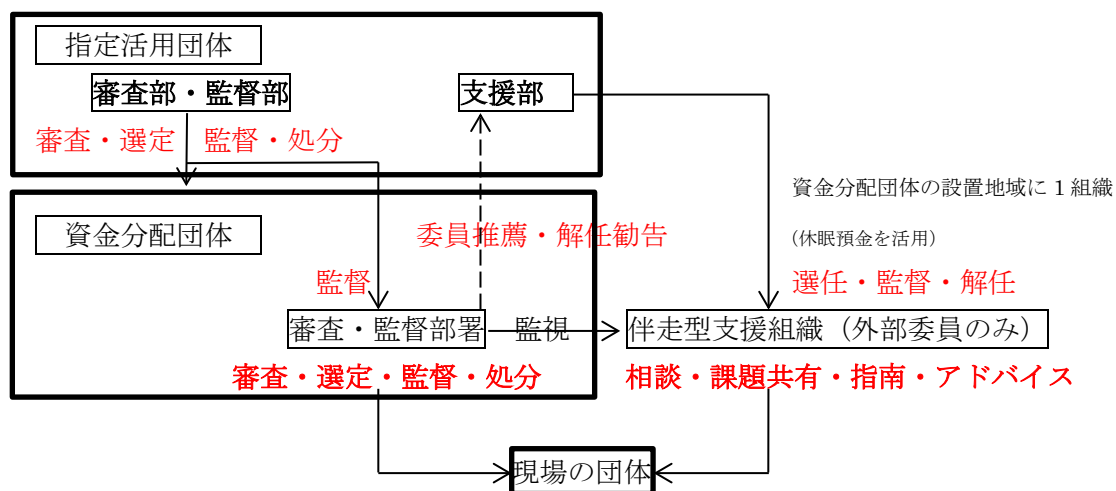 指定活用団体
審査部・監督部
支援部
審査・選定
監督・処分
資金分配団体の設置地域に1組織
(休眠預金を活用)
選任・監督・解任
資金分配団体
委員推薦・解任勧告
監督
審査・監督部署
監視
伴走型支援組織（外部委員のみ）
審査・選定・監督・処分
相談・課題共有・指南・アドバイス
現場の団体